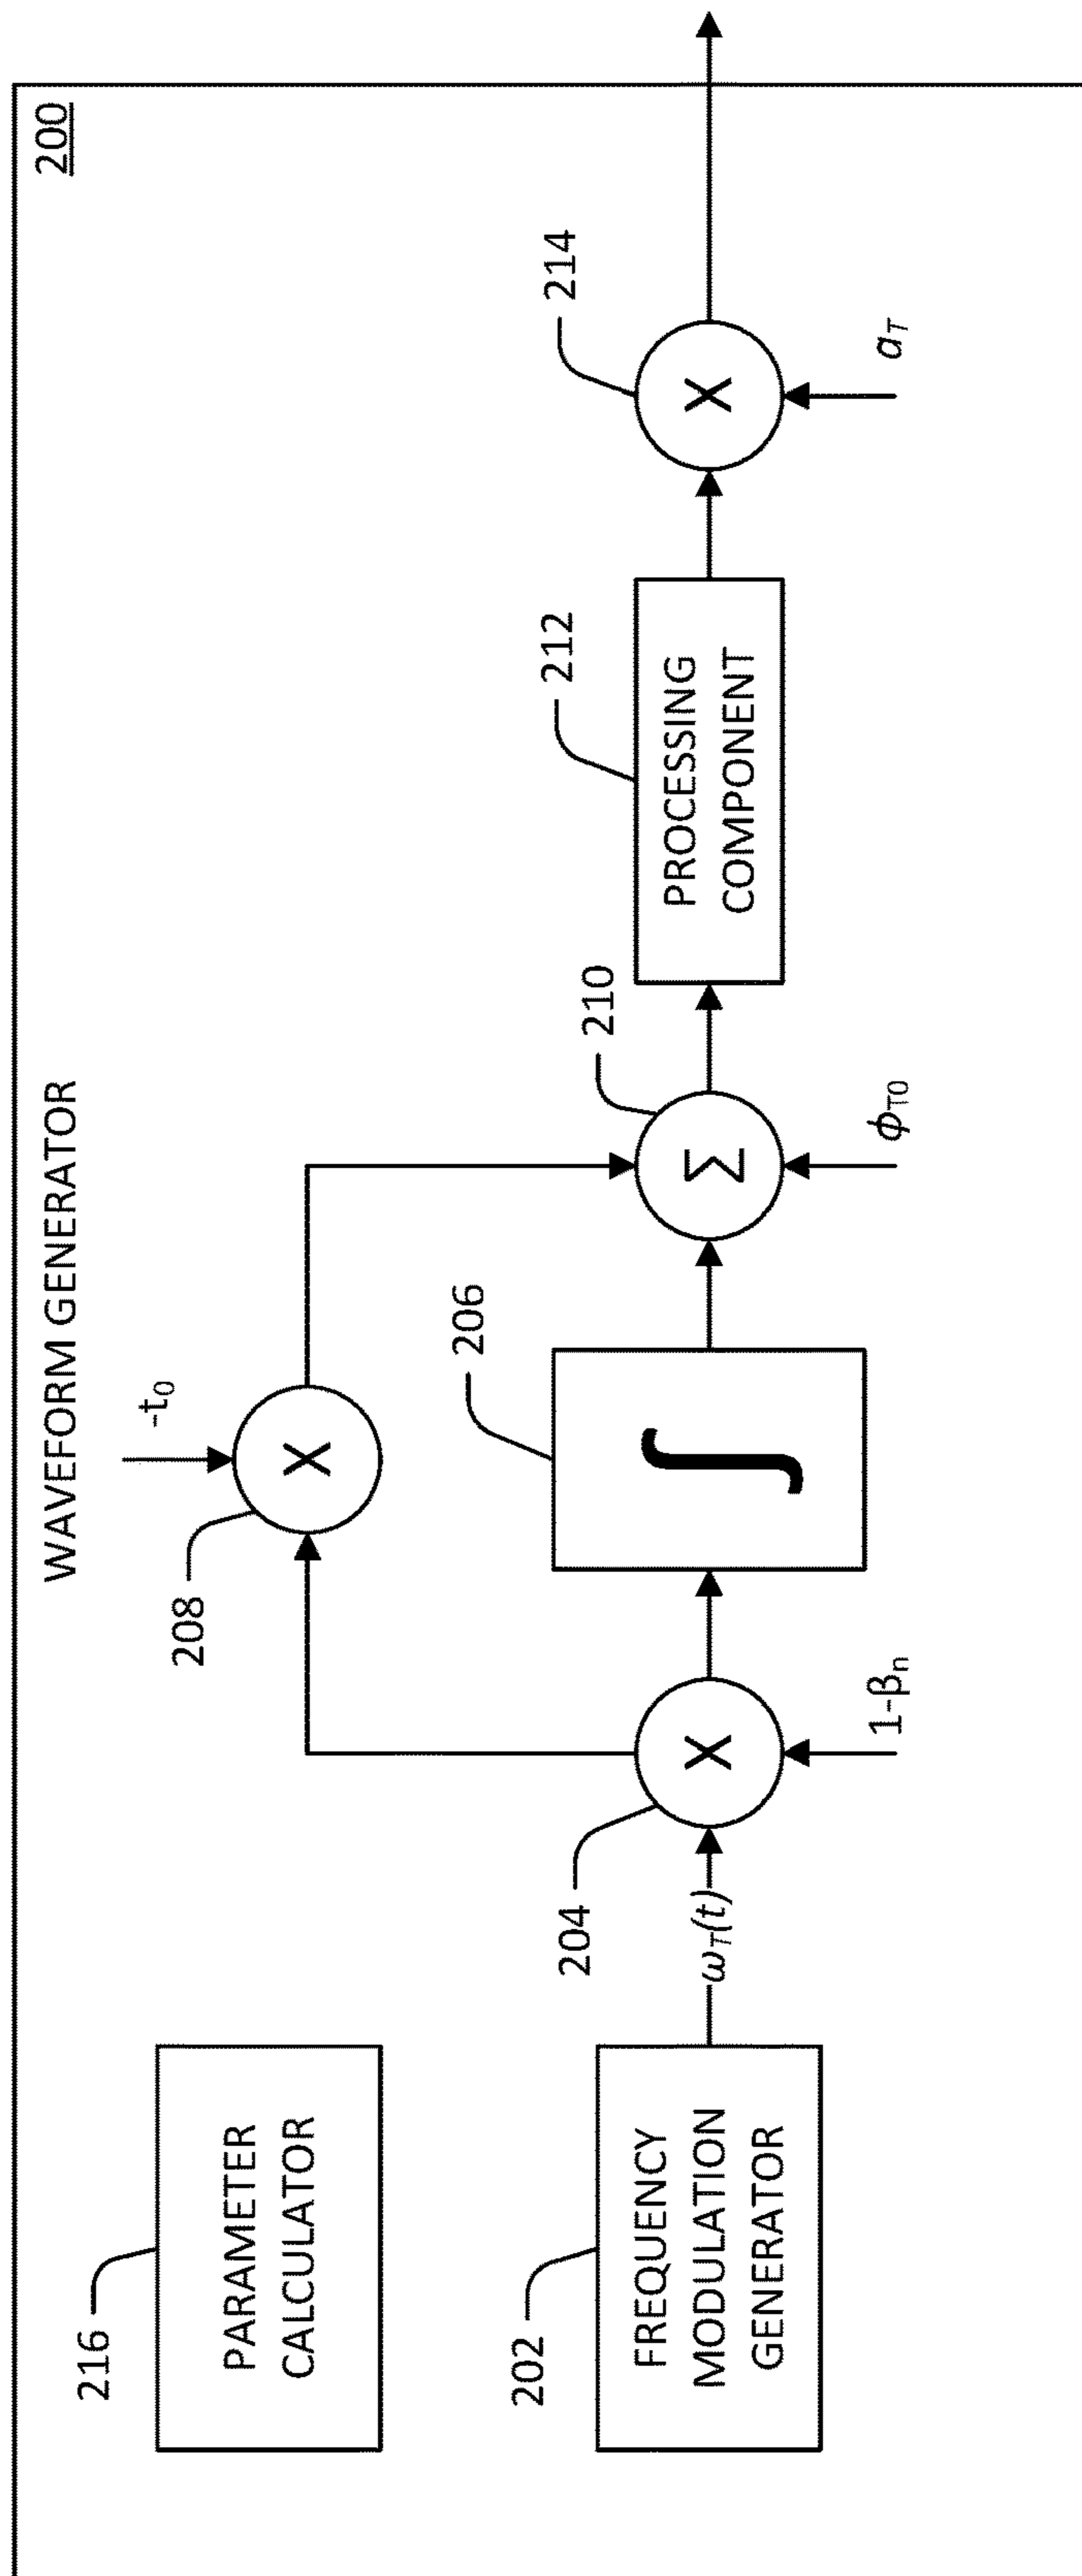 WAVEFORM GENERATOR
200
216
PARAMETER
CALCULATOR
202
FREQUENCY
MODULATION
GENERATOR
ω_T(t)
204
X
1-β_n
208
X
-t_0
206
∫
210
Σ
ϕ_T0
212
PROCESSING
COMPONENT
214
X
a_T